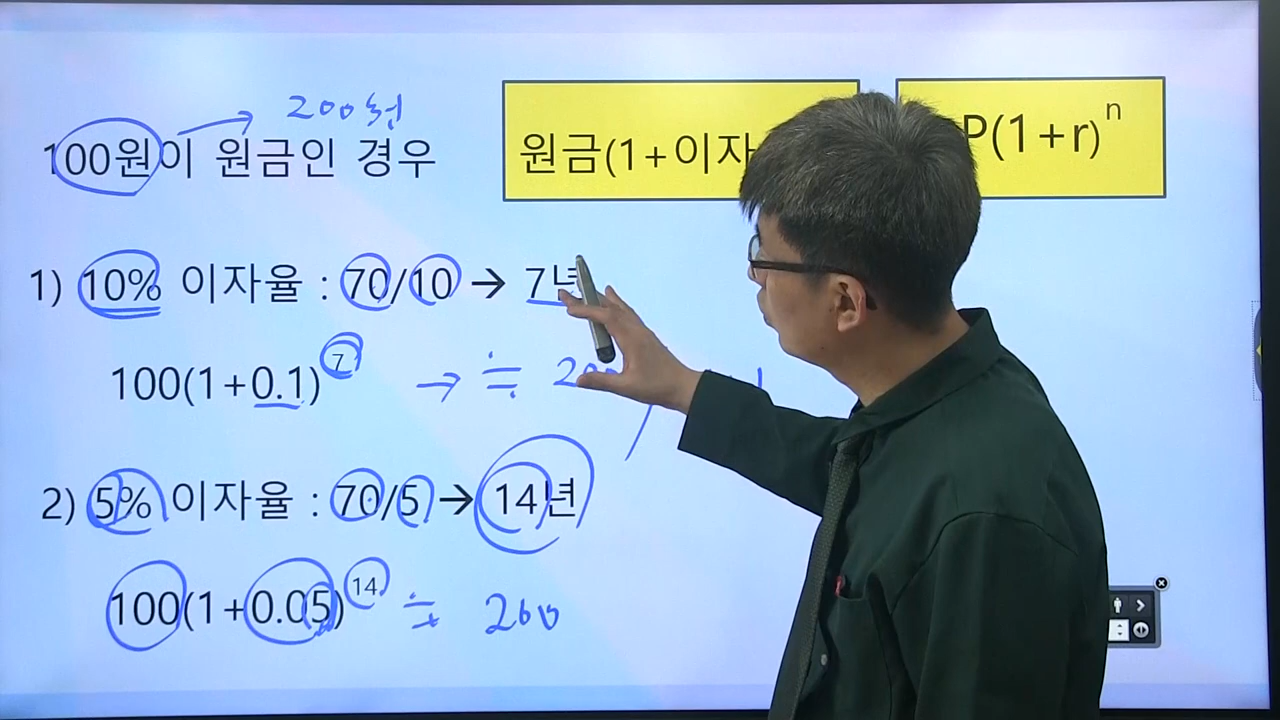 200원
100원이 원금인 경우
원금(1+이자
P(1+r)ⁿ
1) 10% 이자율 : 70/10 → 7년
100(1+0.1)⁷ → ≒ 200
2) 5% 이자율 : 70/5 → 14년
100(1+0.05)¹⁴ ≒ 200